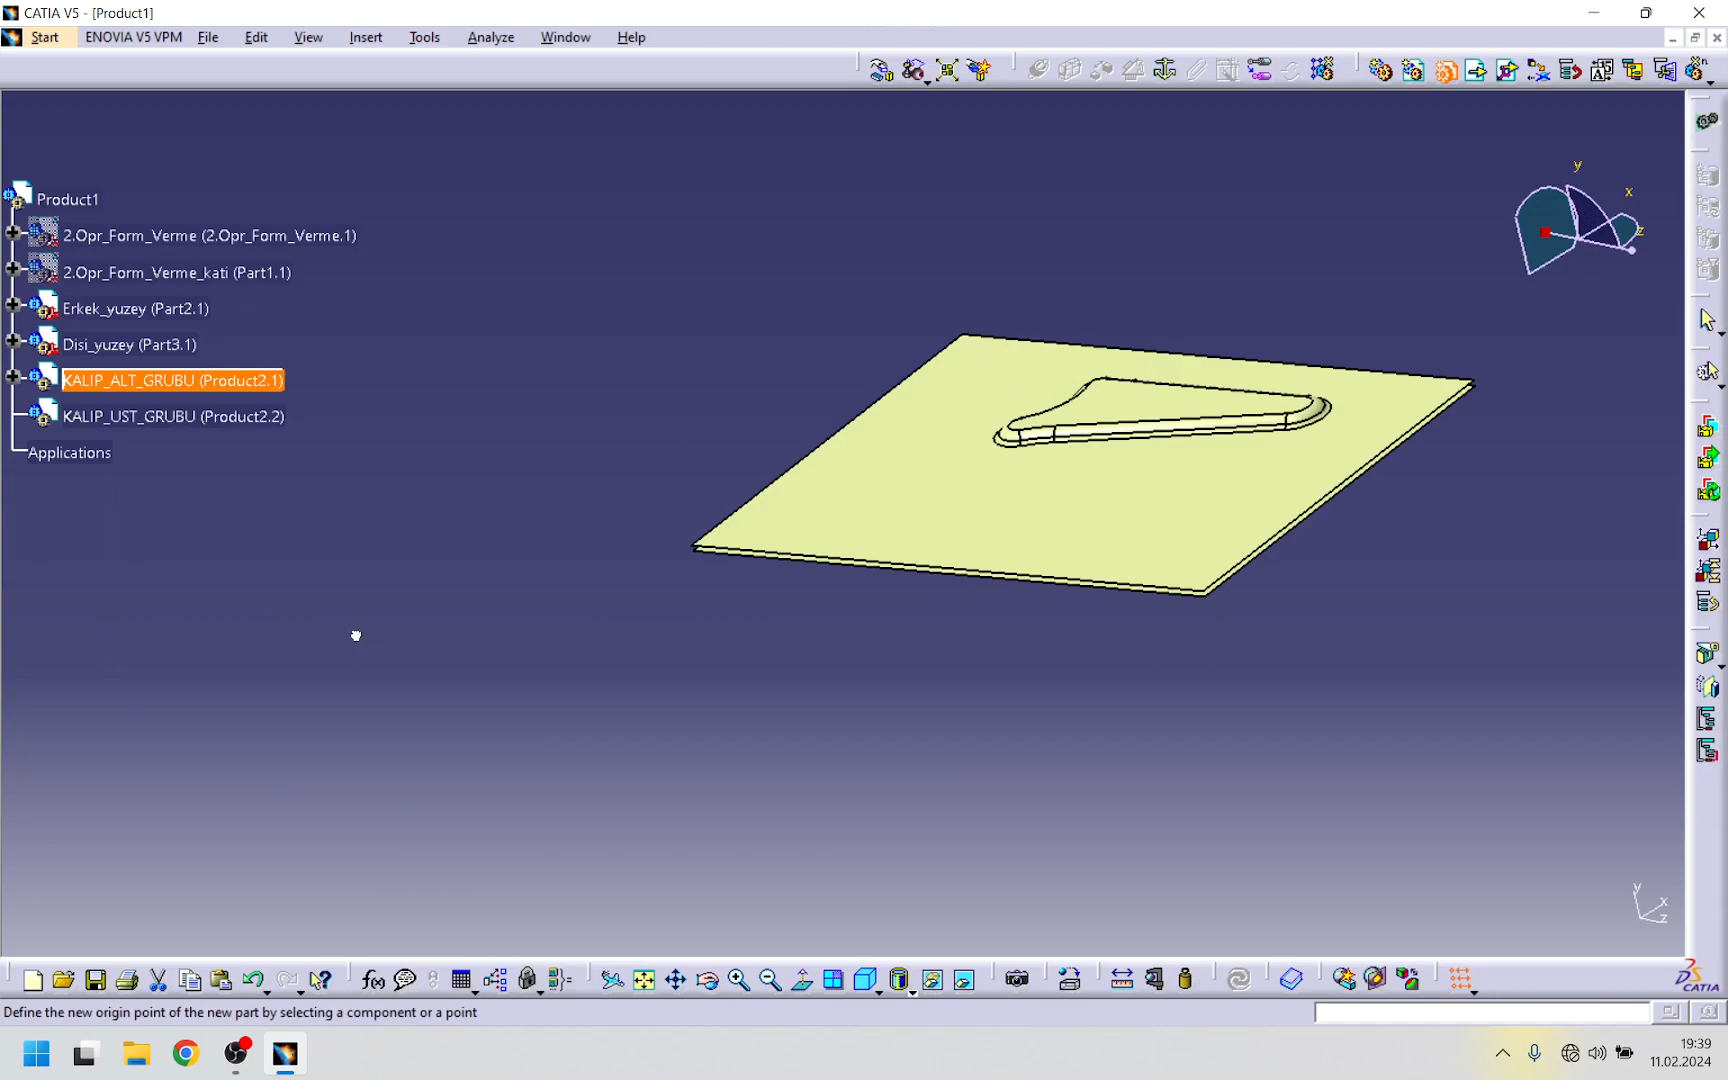 CATIA V5 - [Product1]
Start ENOVIA V5 VPM File Edit View Insert Tools Analyze Window Help
y
x
z
Product1
2.Opr_Form_Verme (2.Opr_Form_Verme.1)
2.Opr_Form_Verme_kati (Part1.1)
Erkek_yuzey (Part2.1)
Disi_yuzey (Part3.1)
KALIP_ALT_GRUBU (Product2.1)
KALIP_UST_GRUBU (Product2.2)
Applications
y
x
z
f(x)
CATIA
Define the new origin point of the new part by selecting a component or a point
19:39
11.02.2024